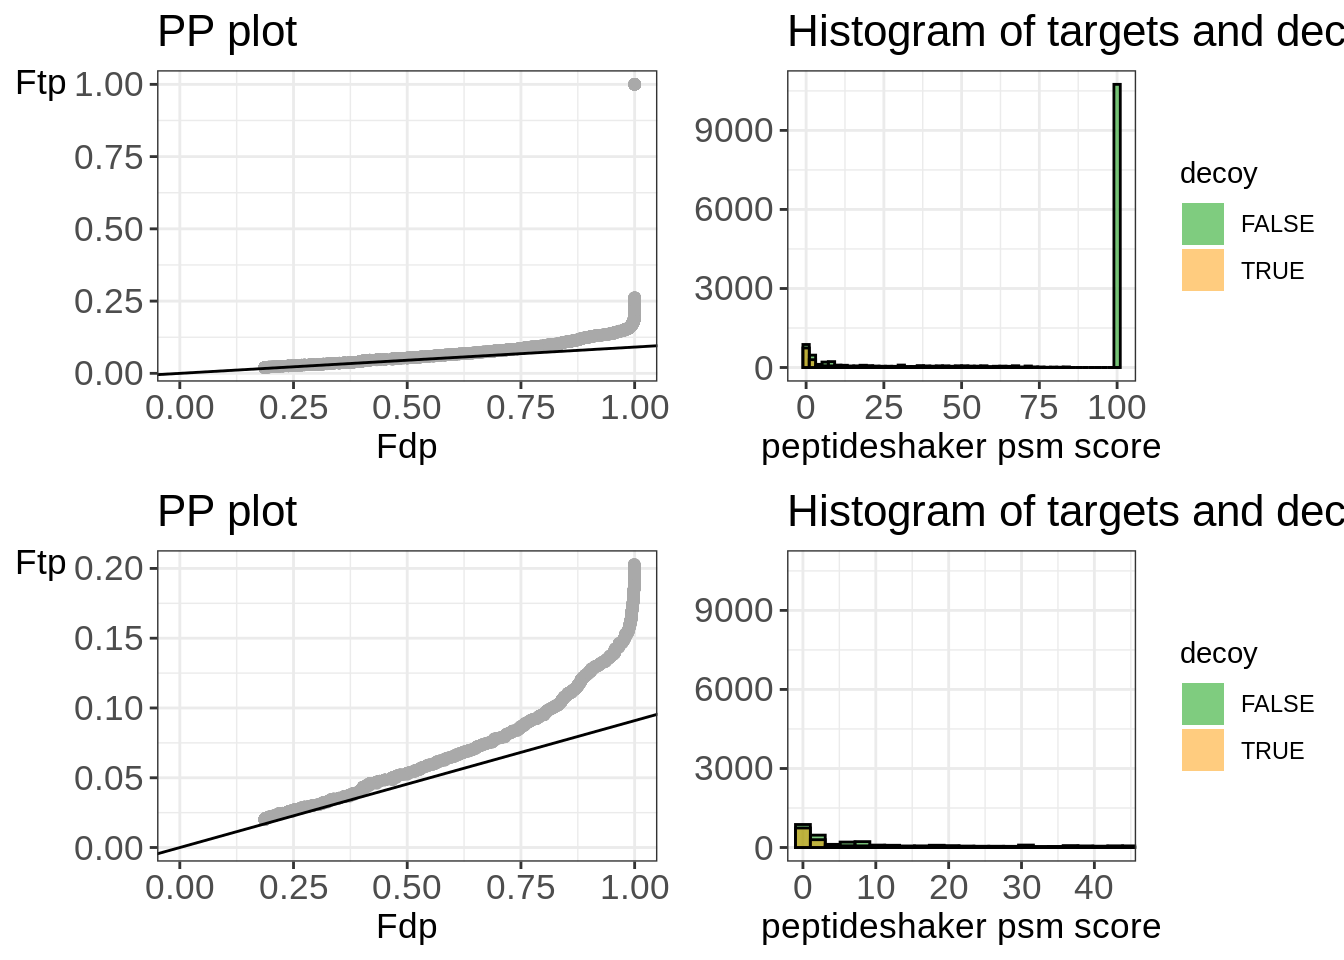 PP plot
Ftp
1.00
0.75
0.50
0.25
0.00
0.00 0.25 0.50 0.75 1.00
Fdp
Histogram of targets and dec
9000
6000
3000
0
0 25 50 75 100
peptideshaker psm score
decoy
FALSE
TRUE
PP plot
Ftp
0.20
0.15
0.10
0.05
0.00
0.00 0.25 0.50 0.75 1.00
Fdp
Histogram of targets and dec
9000
6000
3000
0
0 10 20 30 40
peptideshaker psm score
decoy
FALSE
TRUE